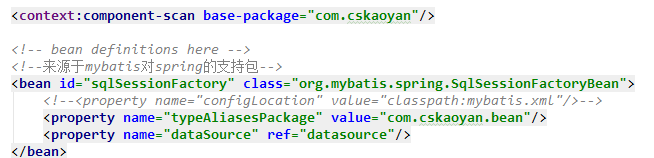 <context:component-scan base-package="com.cskaoyan"/>
<!-- bean definitions here -->
<!--来源于mybatis对spring的支持包-->
<bean id="sqlSessionFactory" class="org.mybatis.spring.SqlSessionFactoryBean">
<!--<property name="configLocation" value="classpath:mybatis.xml"/>-->
<property name="typeAliasesPackage" value="com.cskaoyan.bean"/>
<property name="dataSource" ref="datasource"/>
</bean>